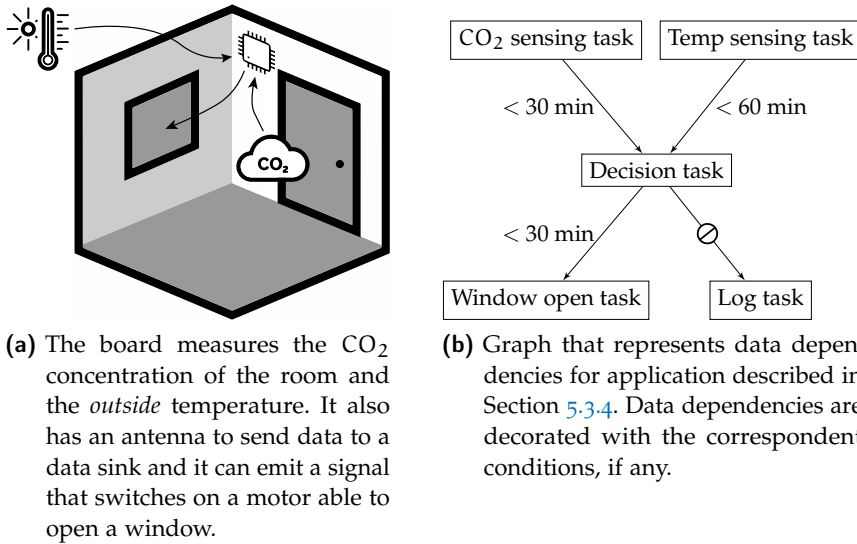 CO₂
(a) The board measures the CO₂
concentration of the room and
the outside temperature. It also
has an antenna to send data to a
data sink and it can emit a signal
that switches on a motor able to
open a window.
CO₂ sensing task
Temp sensing task
< 30 min
< 60 min
Decision task
< 30 min
Window open task
Log task
(b) Graph that represents data depen
dencies for application described in
Section 5.3.4. Data dependencies are
decorated with the correspondent
conditions, if any.